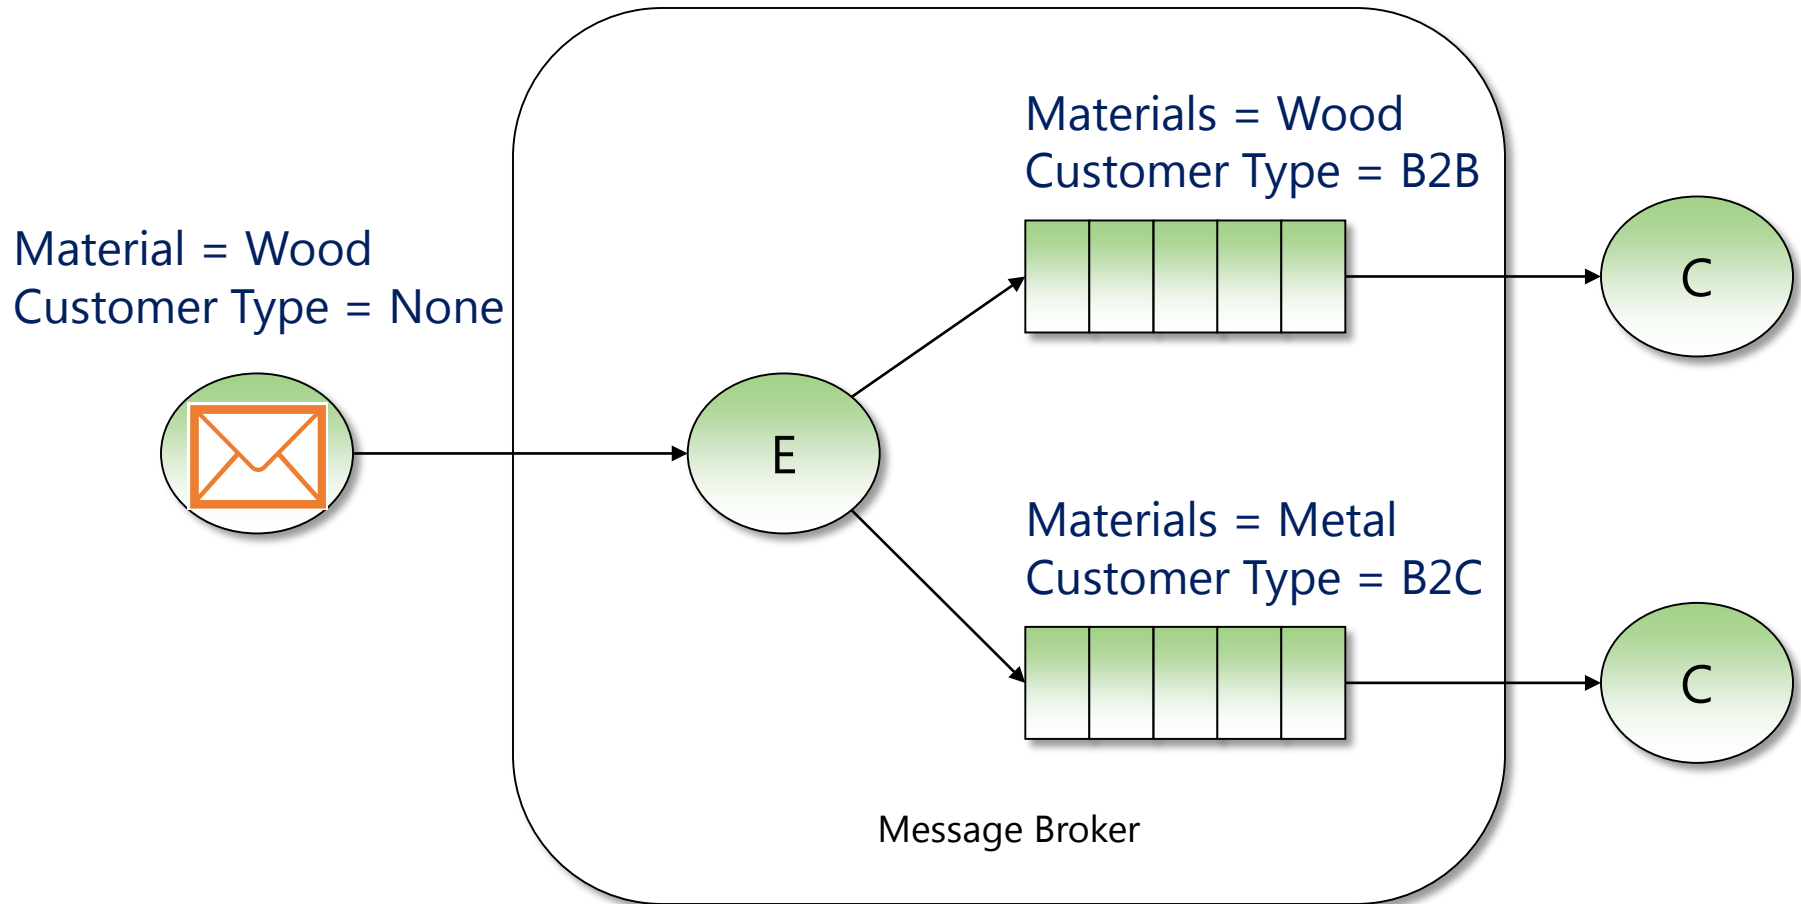 Material = Wood
Customer Type = None
E
Materials = Wood
Customer Type = B2B
C
Materials = Metal
Customer Type = B2C
C
Message Broker